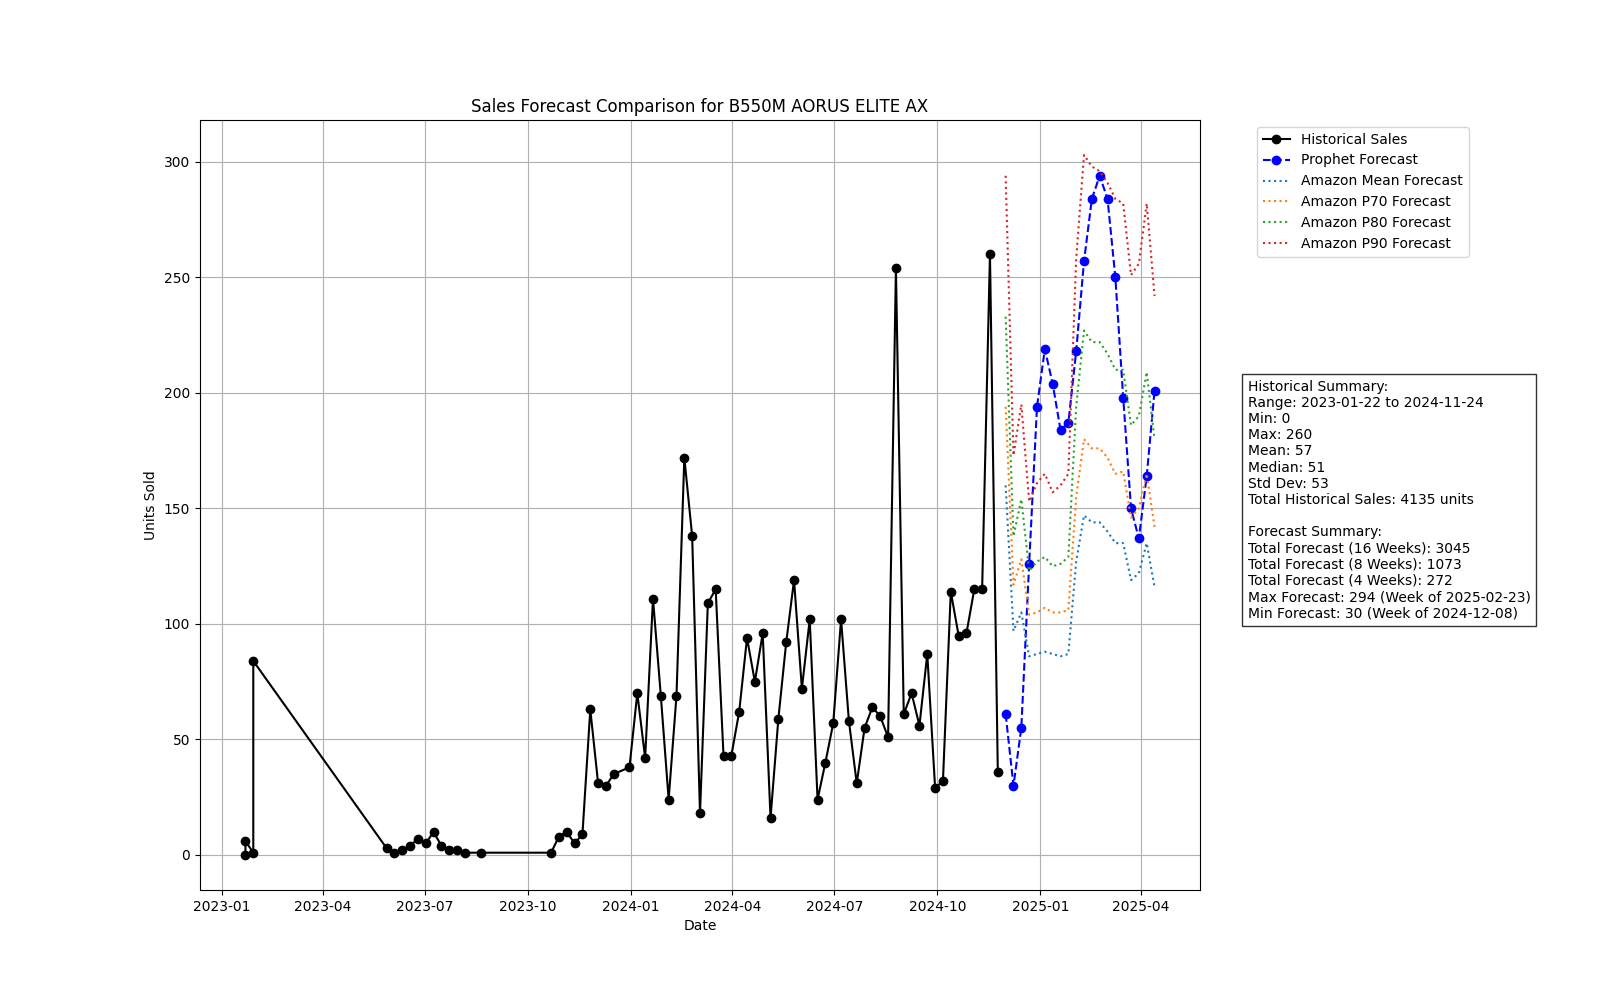 Sales Forecast Comparison for B550M AORUS ELITE AX
Historical Sales
Prophet Forecast
Amazon Mean Forecast
Amazon P70 Forecast
Amazon P80 Forecast
Amazon P90 Forecast
300
250
200
150
100
50
0
Units Sold
2023-01
2023-04
2023-07
2023-10
2024-01
2024-04
2024-07
2024-10
2025-01
2025-04
Date
Historical Summary:
Range: 2023-01-22 to 2024-11-24
Min: 0
Max: 260
Mean: 57
Median: 51
Std Dev: 53
Total Historical Sales: 4135 units
Forecast Summary:
Total Forecast (16 Weeks): 3045
Total Forecast (8 Weeks): 1073
Total Forecast (4 Weeks): 272
Max Forecast: 294 (Week of 2025-02-23)
Min Forecast: 30 (Week of 2024-12-08)